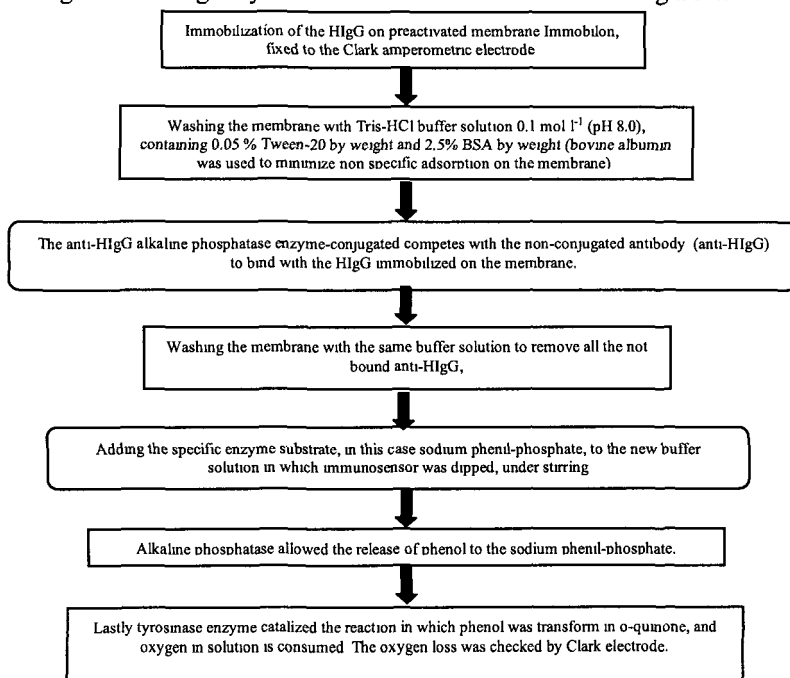 Immobilization of the HIgG on preactivated membrane Immobilon,
fixed to the Clark amperometric electrode
Washing the membrane with Tris-HCl buffer solution 0.1 mol l⁻¹ (pH 8.0),
containing 0.05 % Tween-20 by weight and 2.5% BSA by weight (bovine albumin
was used to minimize non specific adsorption on the membrane)
The anti-HIgG alkaline phosphatase enzyme-conjugated competes with the non-conjugated antibody (anti-HIgG)
to bind with the HIgG immobilized on the membrane.
Washing the membrane with the same buffer solution to remove all the not
bound anti-HIgG,
Adding the specific enzyme substrate, in this case sodium phenil-phosphate, to the new buffer
solution in which immunosensor was dipped, under stirring
Alkaline phosphatase allowed the release of phenol to the sodium phenil-phosphate.
Lastly tyrosinase enzyme catalized the reaction in which phenol was transform in o-quinone, and
oxygen in solution is consumed The oxygen loss was checked by Clark electrode.